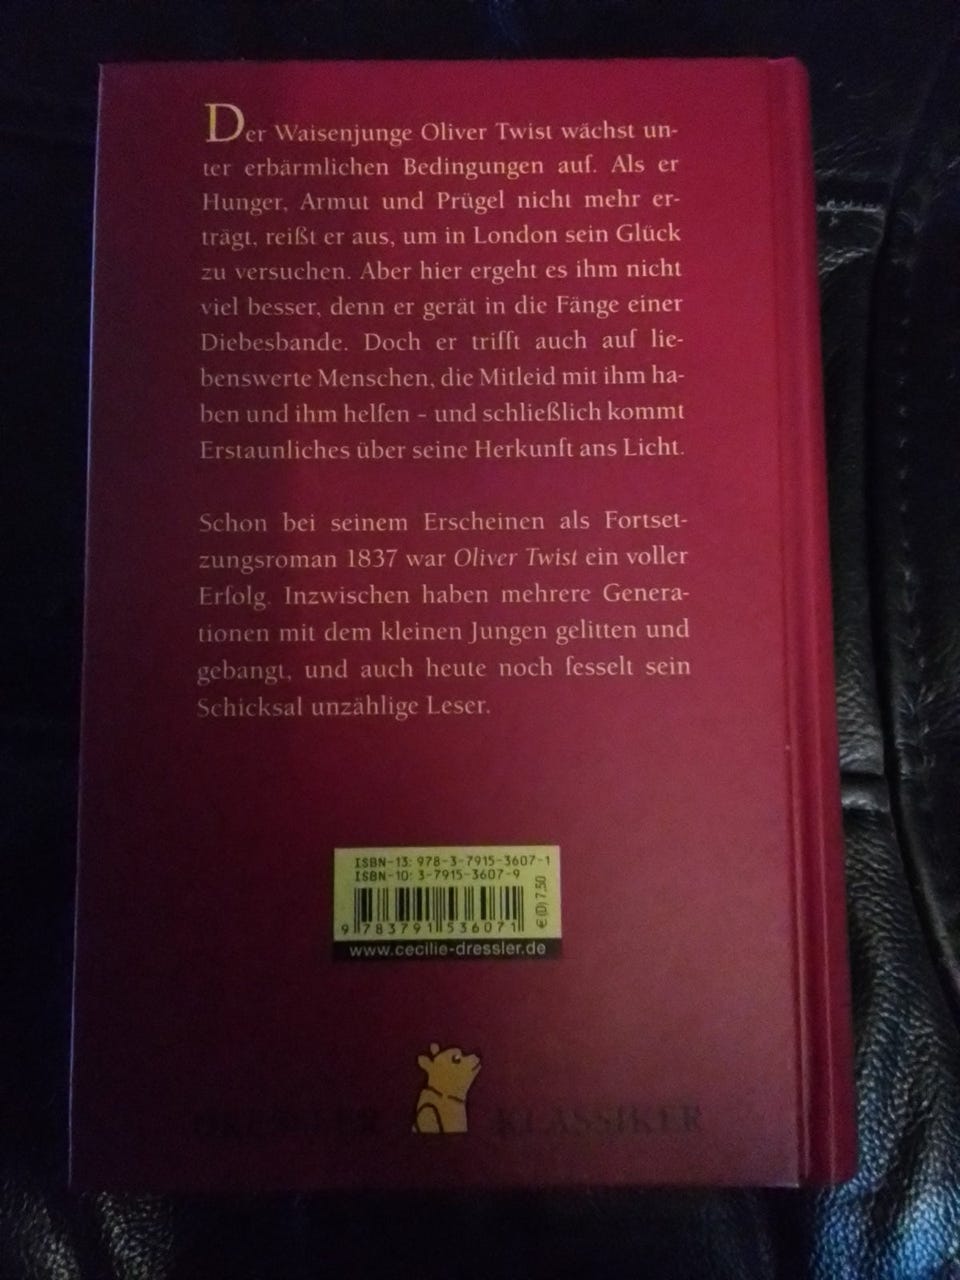 Der Waisenjunge Oliver Twist wächst un-
ter erbärmlichen Bedingungen auf. Als er
Hunger, Armut und Prügel nicht mehr er-
trägt, reißt er aus, um in London sein Glück
zu versuchen. Aber hier ergeht es ihm nicht
viel besser, denn er gerät in die Fänge einer
Diebesbande. Doch er trifft auch auf lie-
benswerte Menschen, die Mitleid mit ihm ha-
ben und ihm helfen – und schließlich kommt
Erstaunliches über seine Herkunft ans Licht.
Schon bei seinem Erscheinen als Fortset-
zungsroman 1837 war Oliver Twist ein voller
Erfolg. Inzwischen haben mehrere Genera-
tionen mit dem kleinen Jungen gelitten und
gebangt, und auch heute noch fesselt sein
Schicksal unzählige Leser.
ISBN-13: 978-3-7915-3607-1
ISBN-10: 3-7915-3607-9
€ (D) 7,50
9 783791 536071
www.cecilie-dressler.de
DRESSLER KLASSIKER